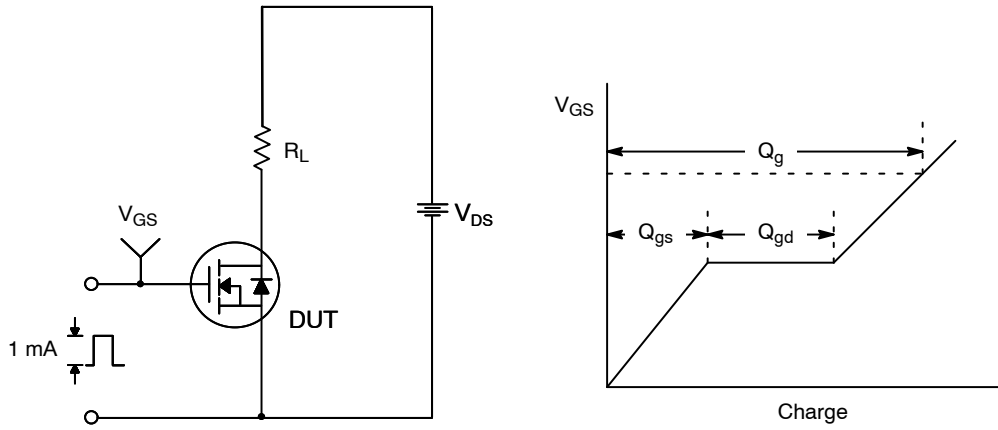 R_L
V_GS
V_DS
DUT
1 mA
V_GS
Q_g
Q_gs
Q_gd
Charge